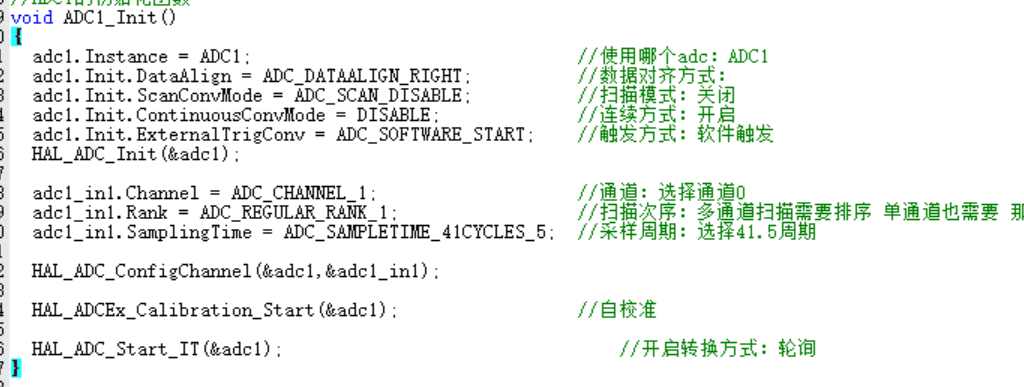 //ADC1的初始化函数
void ADC1_Init()
{
adc1.Instance = ADC1; //使用哪个adc: ADC1
adc1.Init.DataAlign = ADC_DATAALIGN_RIGHT; //数据对齐方式:
adc1.Init.ScanConvMode = ADC_SCAN_DISABLE; //扫描模式: 关闭
adc1.Init.ContinuousConvMode = DISABLE; //连续方式: 开启
adc1.Init.ExternalTrigConv = ADC_SOFTWARE_START; //触发方式: 软件触发
HAL_ADC_Init(&adc1);
adc1_in1.Channel = ADC_CHANNEL_1; //通道: 选择通道0
adc1_in1.Rank = ADC_REGULAR_RANK_1; //扫描次序: 多通道扫描需要排序 单通道也需要 那
adc1_in1.SamplingTime = ADC_SAMPLETIME_41CYCLES_5; //采样周期: 选择41.5周期
HAL_ADC_ConfigChannel(&adc1,&adc1_in1);
HAL_ADCEx_Calibration_Start(&adc1); //自校准
HAL_ADC_Start_IT(&adc1); //开启转换方式: 轮询
}